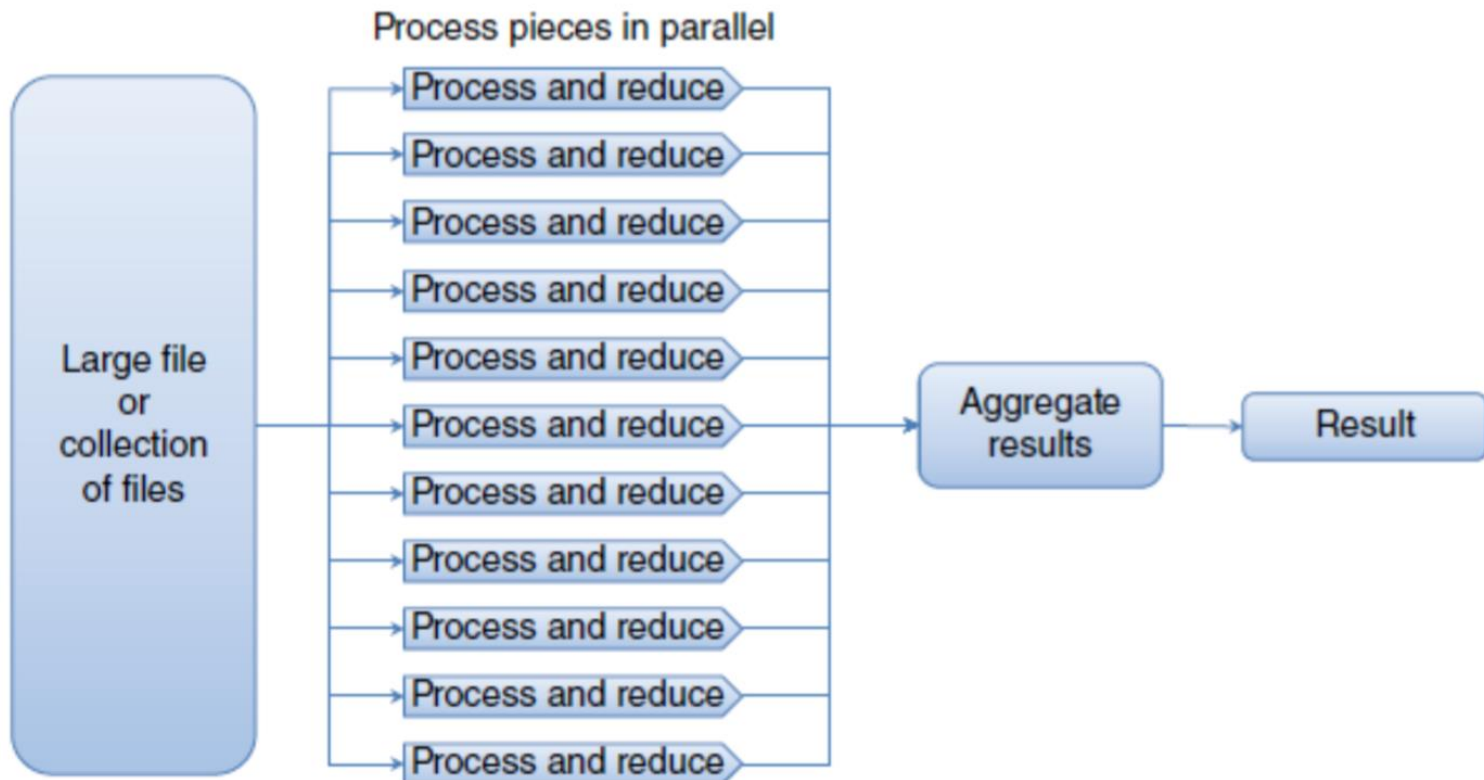 Process pieces in parallel
Process and reduce
Process and reduce
Process and reduce
Process and reduce
Process and reduce
Process and reduce
Process and reduce
Process and reduce
Process and reduce
Process and reduce
Process and reduce
Large file
or
collection
of files
Aggregate
results
Result